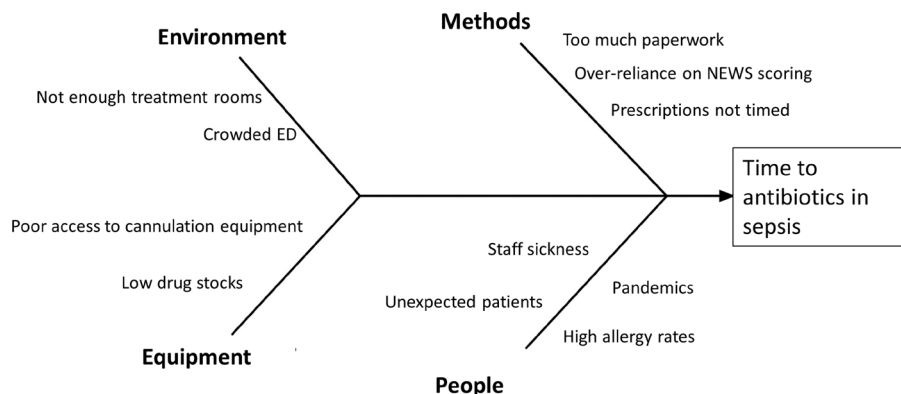 Environment
Methods
Too much paperwork
Over-reliance on NEWS scoring
Prescriptions not timed
Not enough treatment rooms
Crowded ED
Time to
antibiotics in
sepsis
Poor access to cannulation equipment
Low drug stocks
Equipment
Staff sickness
Unexpected patients
Pandemics
High allergy rates
People